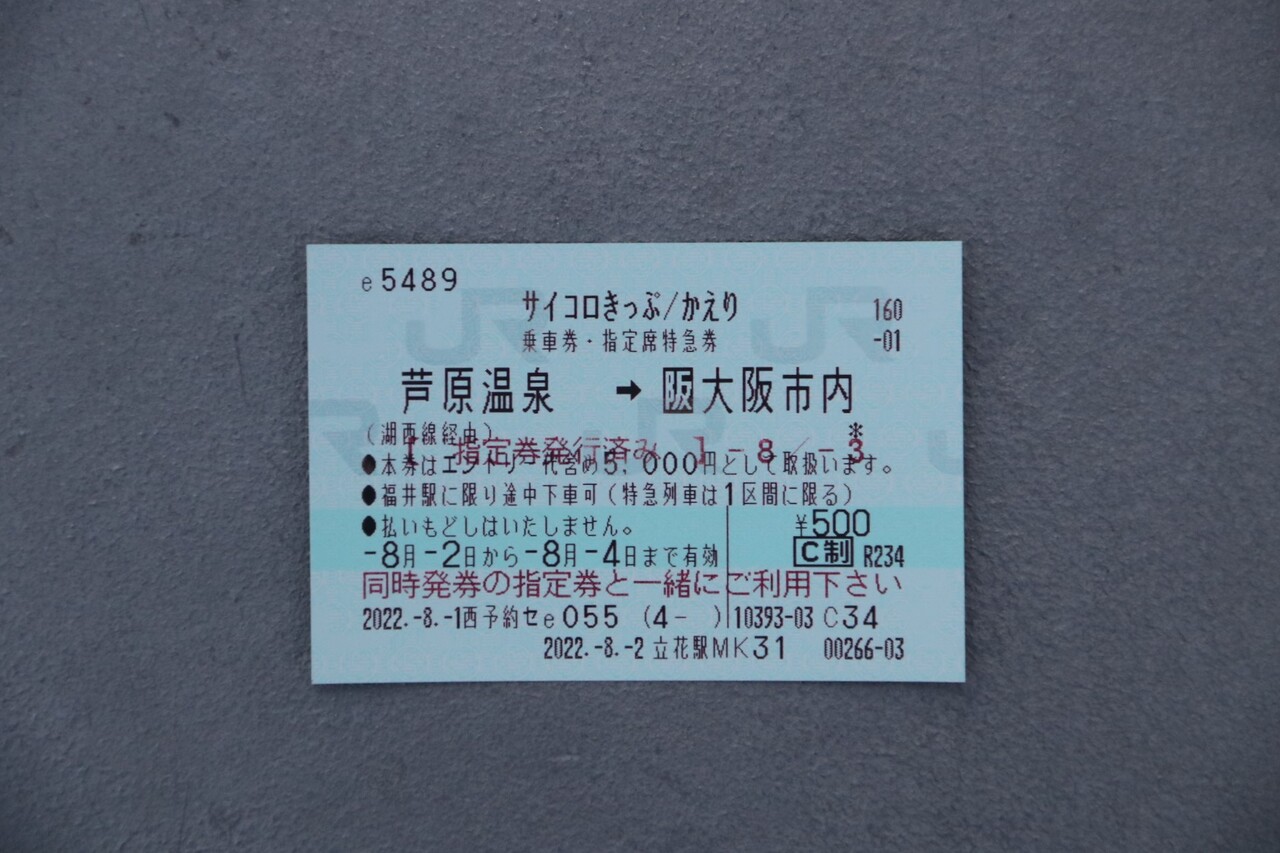 e5489
サイコロきっぷ/かえり 160
乗車券・指定席特急券 -01
芦原温泉 → 阪大阪市内
(湖西線経由) *
[ 指定券発行済み ] -8/-3
●本券はエントリー代含め5,000円として取扱います。
●福井駅に限り途中下車可(特急列車は1区間に限る)
●払いもどしはいたしません。 ¥500
-8月-2日から-8月-4日まで有効 C制 R234
同時発券の指定券と一緒にご利用下さい
2022.-8.-1西予約セe055 (4- ) 10393-03 C34
2022.-8.-2 立花駅MK31 00266-03
JR JR
R JR J